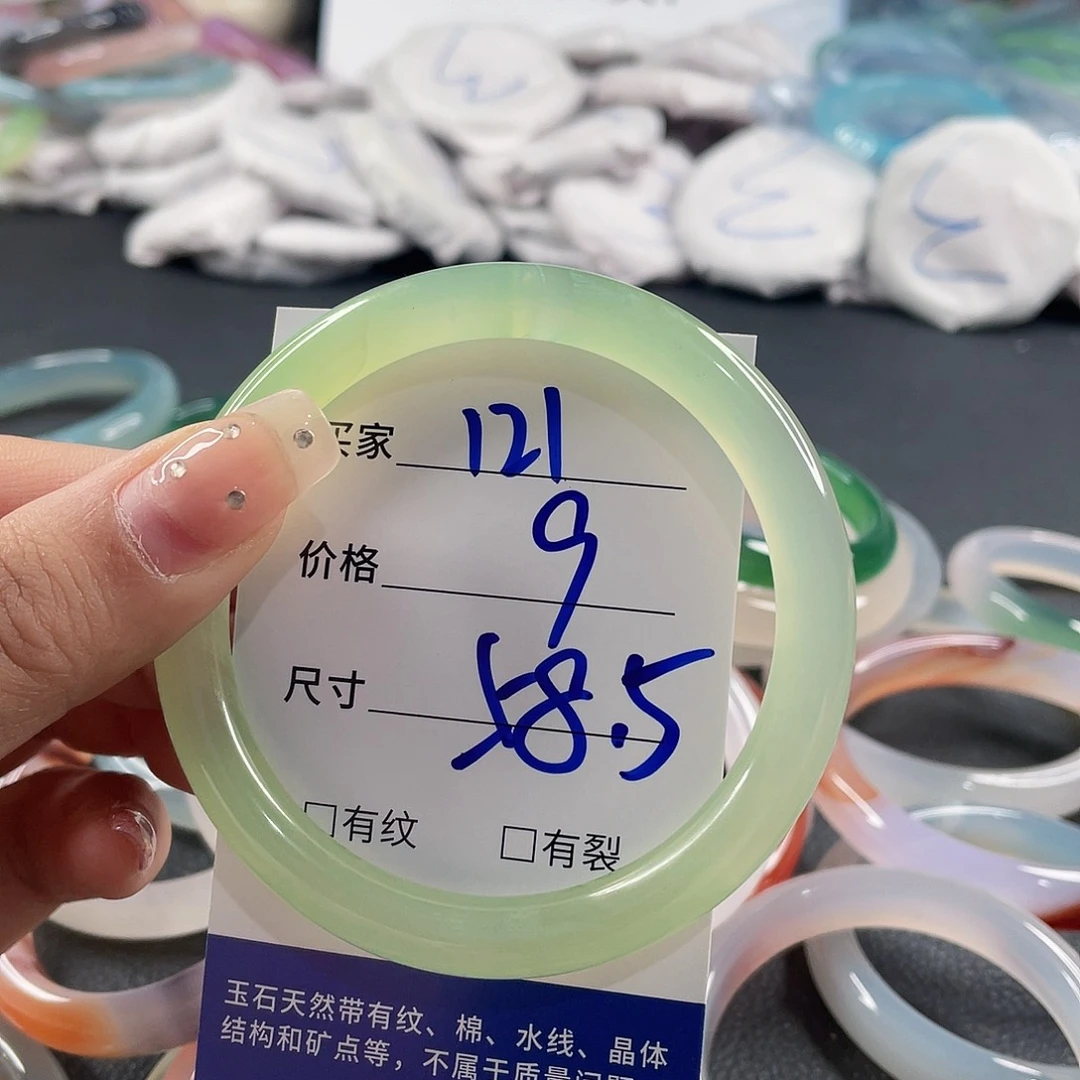 买家 121
价格 9
尺寸 58.5
□有纹 □有裂
玉石天然带有纹、棉、水线、晶体
结构和矿点等，不属于质量问题